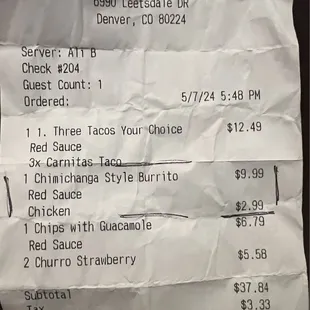 6990 Leetsdale DR
Denver, CO 80224
Server: All B
Check #204
Guest Count: 1
Ordered: 5/7/24 5:48 PM
1 1. Three Tacos Your Choice $12.49
Red Sauce
3x Carnitas Taco
1 Chimichanga Style Burrito $9.99
Red Sauce
Chicken $2.99
1 Chips with Guacamole $6.79
Red Sauce
2 Churro Strawberry $5.58
Subtotal $37.84
Tax $3.33